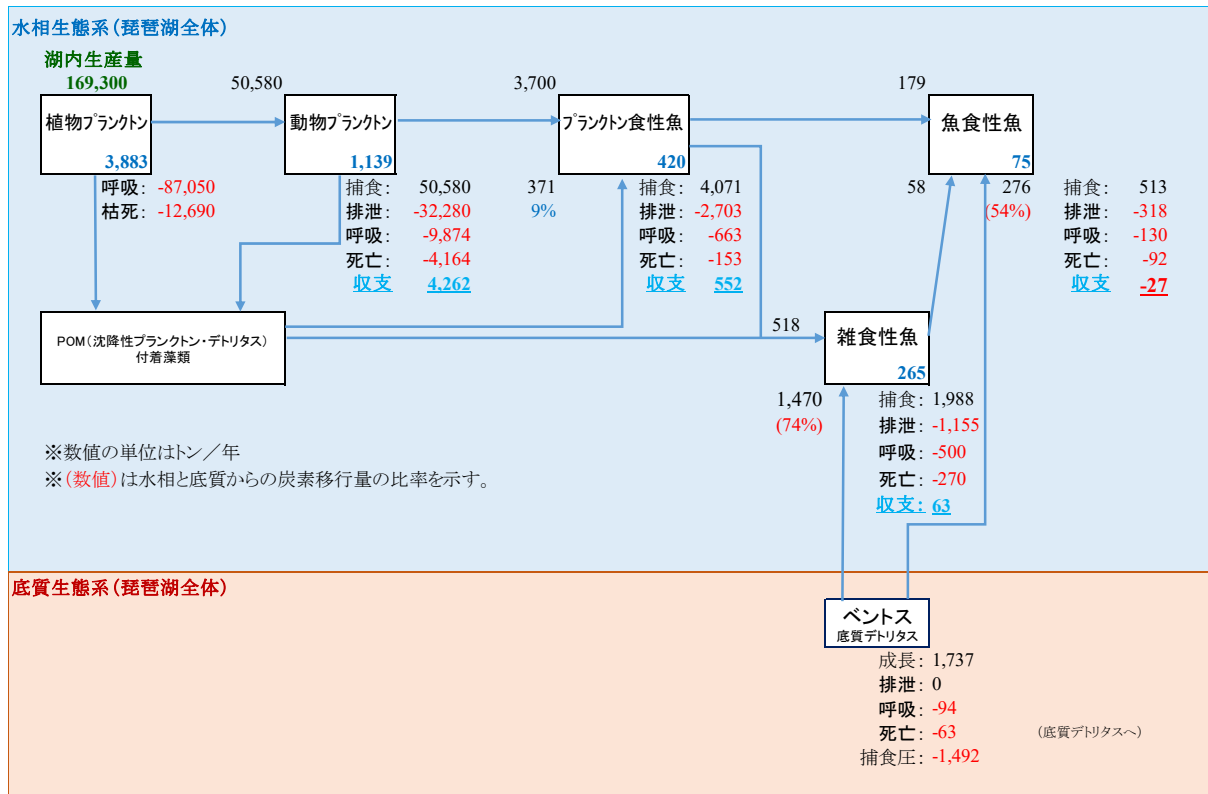 水相生態系(琵琶湖全体)
湖内生産量
169,300
50,580
3,700
179
植物プランクトン
3,883
動物プランクトン
1,139
プランクトン食性魚
420
魚食性魚
75
呼吸: -87,050
枯死: -12,690
捕食: 50,580
排泄: -32,280
呼吸: -9,874
死亡: -4,164
収支 4,262
371
9%
捕食: 4,071
排泄: -2,703
呼吸: -663
死亡: -153
収支 552
58
276
(54%)
捕食: 513
排泄: -318
呼吸: -130
死亡: -92
収支 -27
POM(沈降性プランクトン・デトリタス)
付着藻類
518
雑食性魚
265
1,470
(74%)
捕食: 1,988
排泄: -1,155
呼吸: -500
死亡: -270
収支: 63
※数値の単位はトン/年
※(数値)は水相と底質からの炭素移行量の比率を示す。
底質生態系(琵琶湖全体)
ベントス
底質デトリタス
成長: 1,737
排泄: 0
呼吸: -94
死亡: -63
(底質デトリタスへ)
捕食圧: -1,492